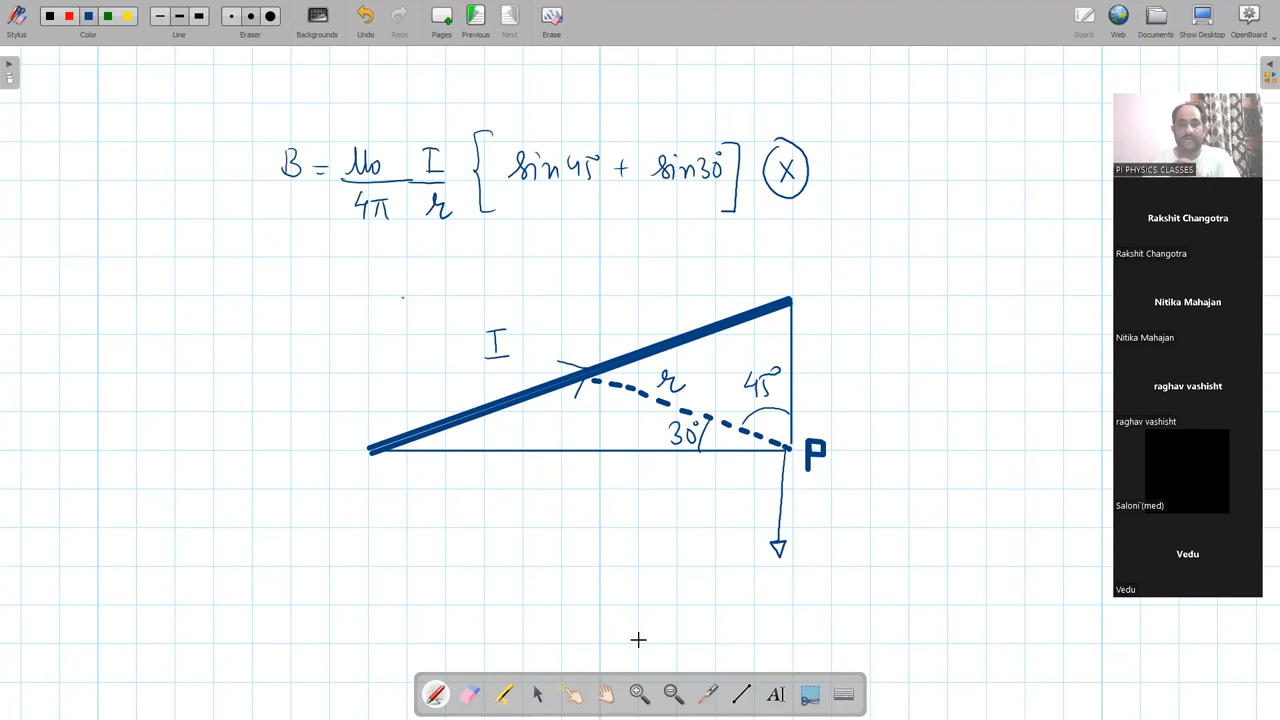 Stylus
Color
Line
Eraser
Backgrounds
Undo
Redo
Pages
Previous
Next
Erase
Board
Web
Documents
Show Desktop
OpenBoard
B = μ0/4π I/r { sin45° + sin30° ] ⓧ
I
r
45°
30°
P
PI PHYSICS CLASSES
Rakshit Changotra
Rakshit Changotra
Nitika Mahajan
Nitika Mahajan
raghav vashisht
raghav vashisht
Saloni (med)
Vedu
Vedu
AI